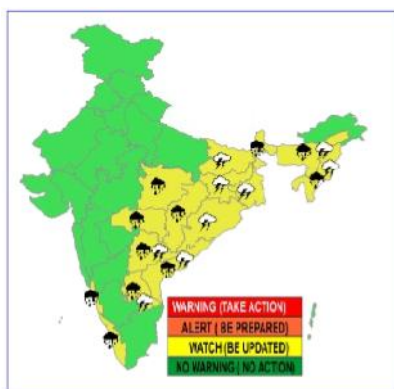 WARNING (TAKE ACTION)
ALERT ( BE PREPARED)
WATCH (BE UPDATED)
NO WARNING ( NO ACTION)